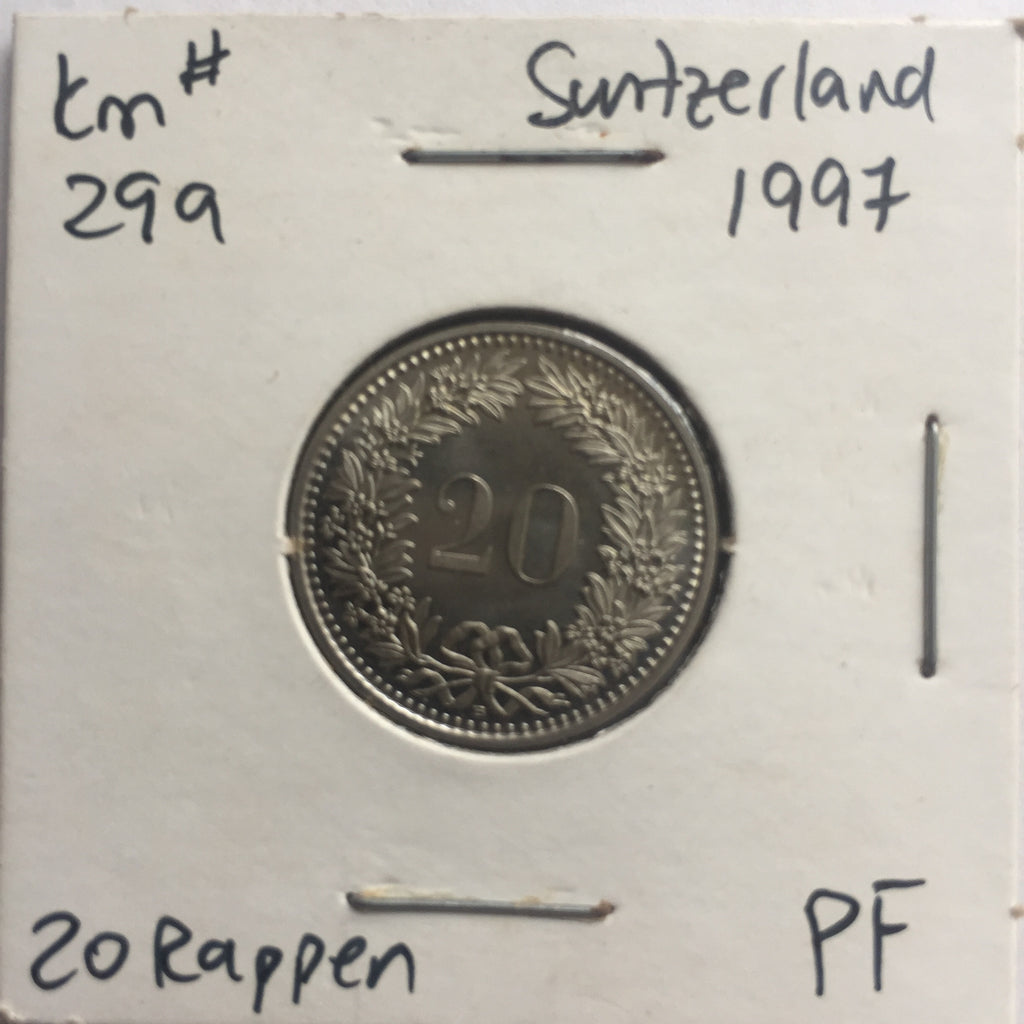 Km #
Switzerland
29a
1997
20
B
20 Rappen
PF